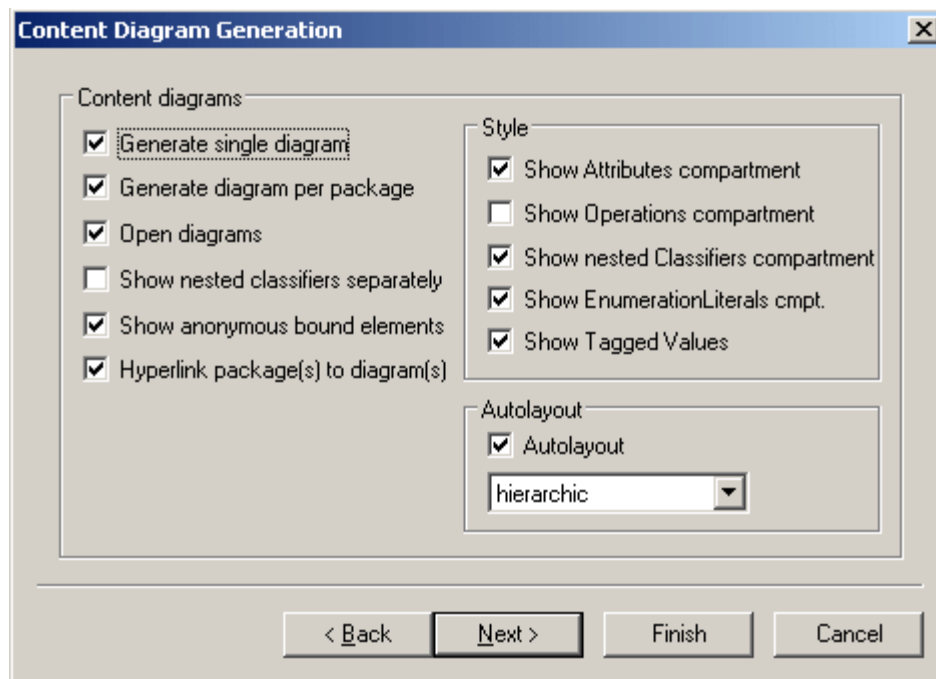 Content Diagram Generation
Content diagrams
Generate single diagram
Generate diagram per package
Open diagrams
Show nested classifiers separately
Show anonymous bound elements
Hyperlink package(s) to diagram(s)
Style
Show Attributes compartment
Show Operations compartment
Show nested Classifiers compartment
Show EnumerationLiterals cmpt.
Show Tagged Values
Autolayout
Autolayout
hierarchic
< Back
Next >
Finish
Cancel